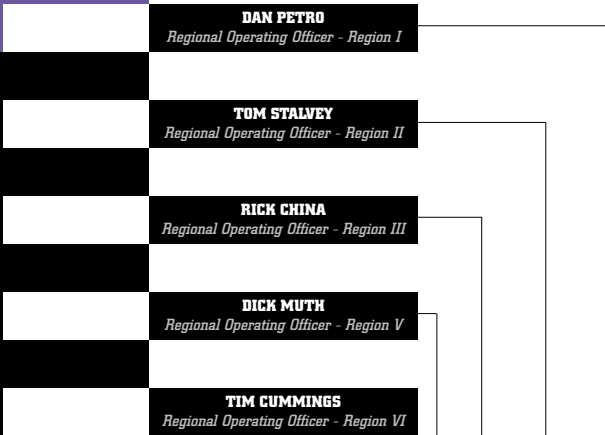 DAN PETRO
Regional Operating Officer - Region I
TOM STALVEY
Regional Operating Officer - Region II
RICK CHINA
Regional Operating Officer - Region III
DICK MUTH
Regional Operating Officer - Region V
TIM CUMMINGS
Regional Operating Officer - Region VI